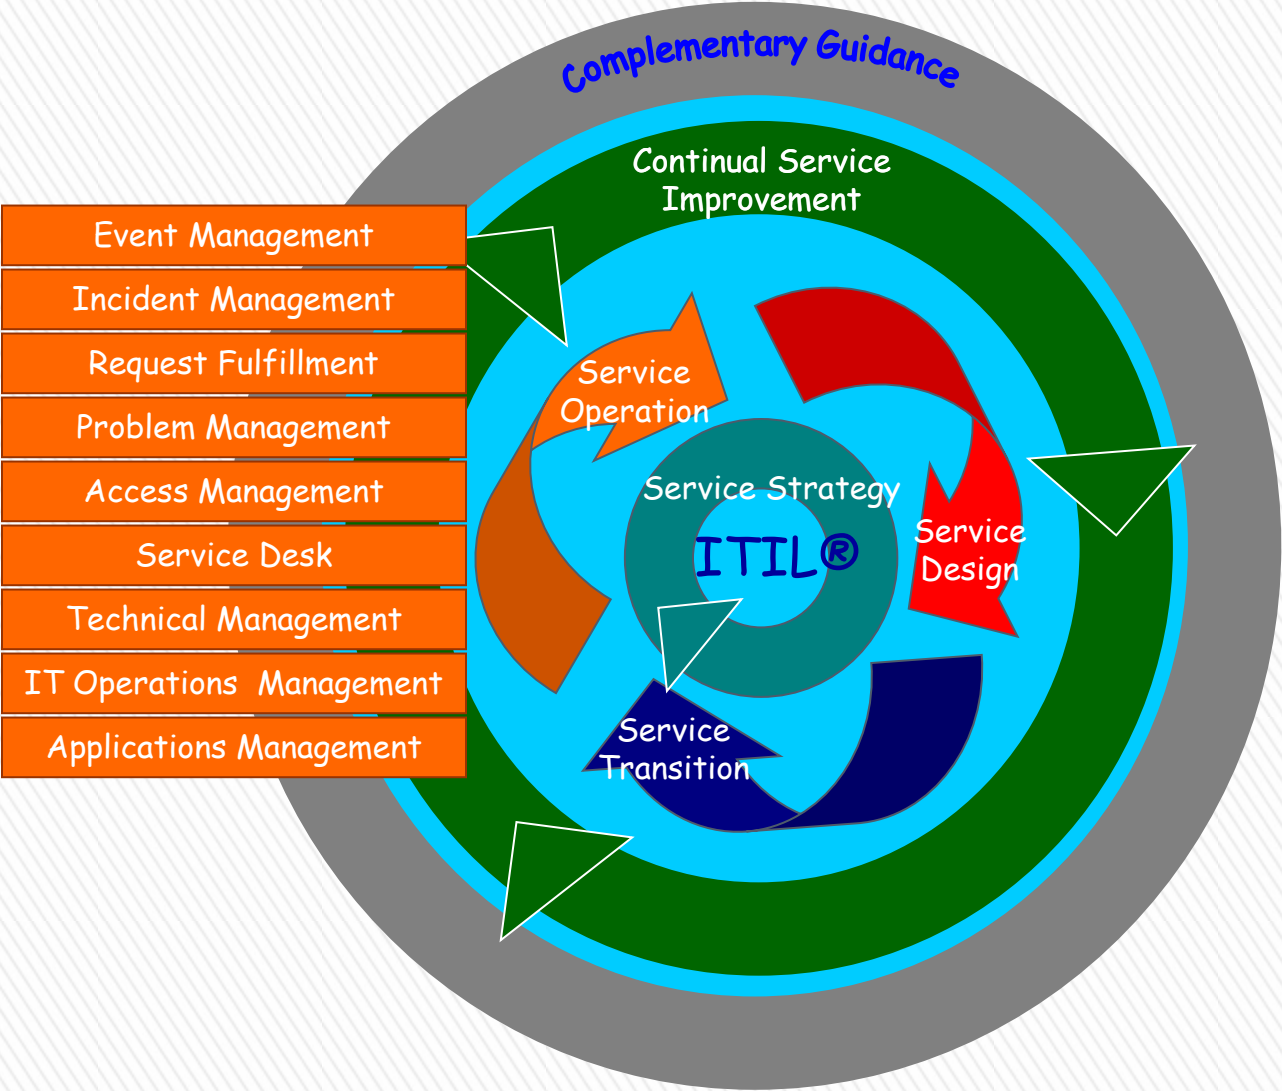 Complementary Guidance
Continual Service
Improvement
Event Management
Incident Management
Request Fulfillment
Problem Management
Access Management
Service Desk
Technical Management
IT Operations  Management
Applications Management
Service
Operation
Service Strategy
ITIL®
Service
Design
Service
Transition